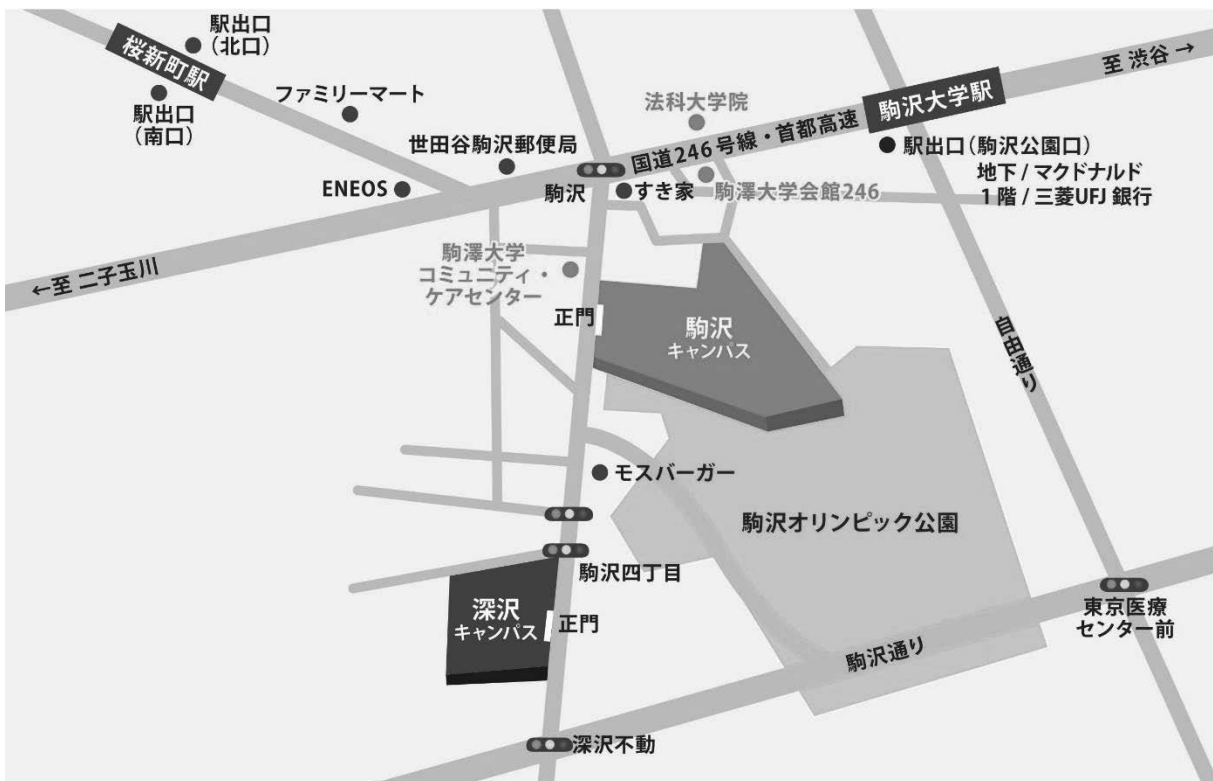 駅出口
（北口）
桜新町駅
駅出口
（南口）
ファミリーマート
世田谷駒沢郵便局
ENEOS
←至 二子玉川
駒沢
すき家
国道246号線・首都高速
法科大学院
駒澤大学会館246
駒沢大学駅
至 渋谷 →
駅出口（駒沢公園口）
地下 / マクドナルド
1階 / 三菱UFJ 銀行
駒澤大学
コミュニティ・
ケアセンター
正門
駒沢
キャンパス
自由通り
モスバーガー
駒沢オリンピック公園
駒沢四丁目
深沢
キャンパス
正門
駒沢通り
東京医療
センター前
深沢不動